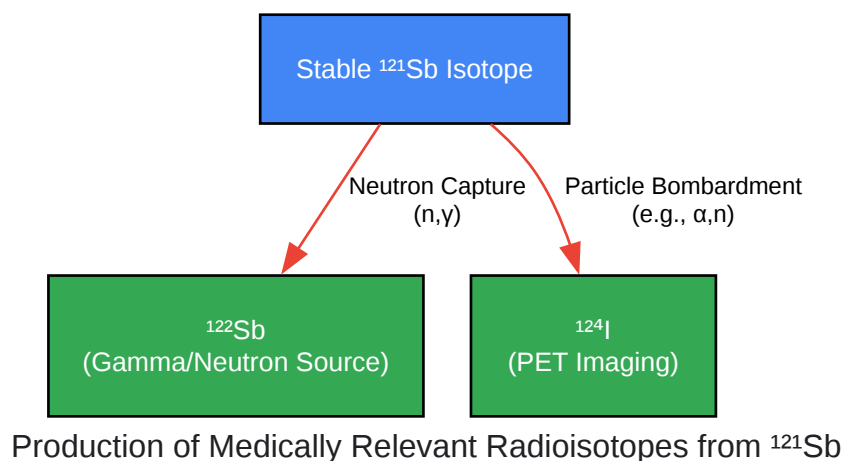 Stable ¹²¹Sb Isotope
Neutron Capture
(n,γ)
Particle Bombardment
(e.g., α,n)
¹²²Sb
(Gamma/Neutron Source)
¹²⁴I
(PET Imaging)
Production of Medically Relevant Radioisotopes from ¹²¹Sb